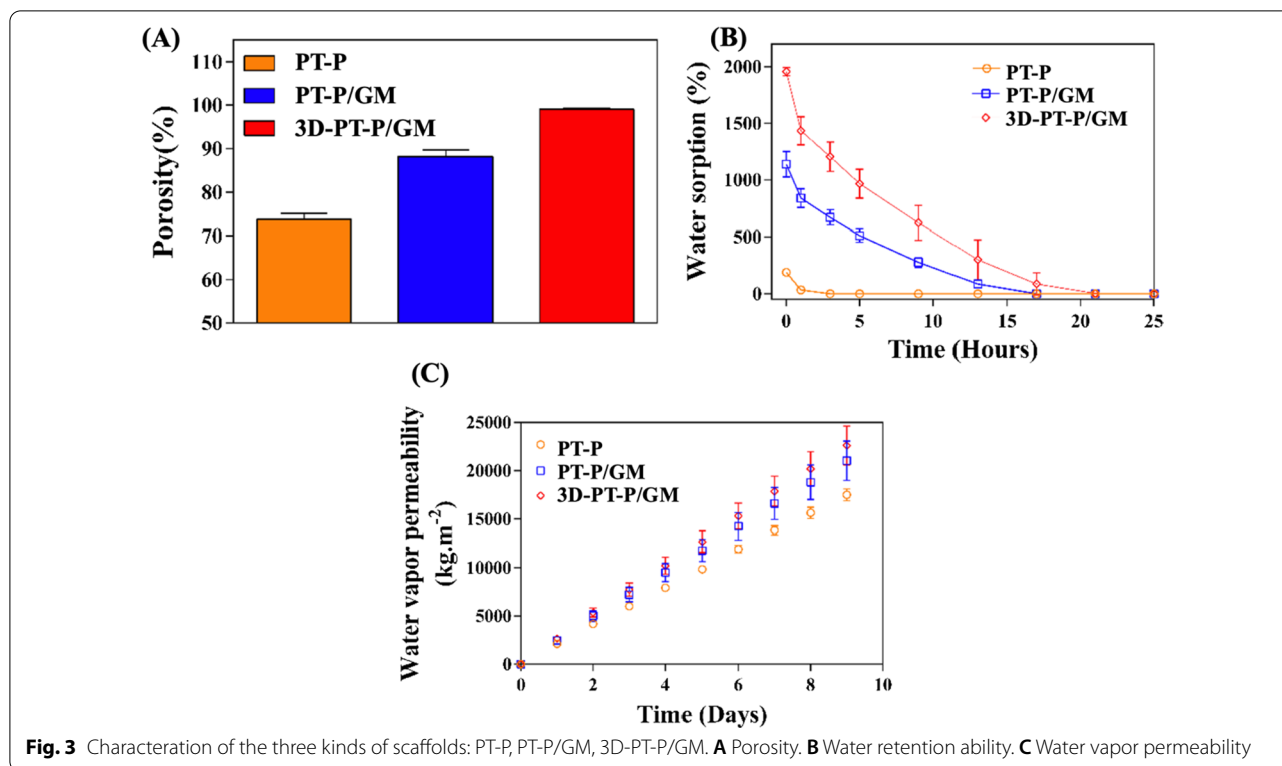 (A)
110
100
90
80
70
60
50
Porosity(%)
PT-P
PT-P/GM
3D-PT-P/GM
(B)
2000
1500
1000
500
0
Water sorption (%)
PT-P
PT-P/GM
3D-PT-P/GM
0 5 10 15 20 25
Time (Hours)
(C)
25000
20000
15000
10000
5000
0
Water vapor permeability
(kg.m-2)
PT-P
PT-P/GM
3D-PT-P/GM
0 2 4 6 8 10
Time (Days)
Fig. 3 Characteration of the three kinds of scaffolds: PT-P, PT-P/GM, 3D-PT-P/GM. A Porosity. B Water retention ability. C Water vapor permeability